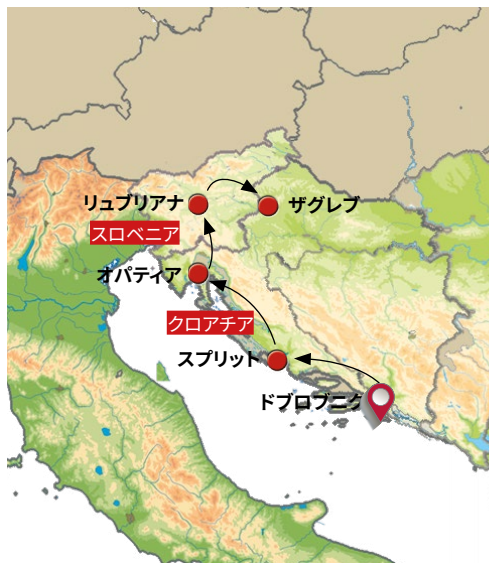 リュブリアナ
ザグレブ
スロベニア
オパティア
クロアチア
スプリット
ドブロブニク